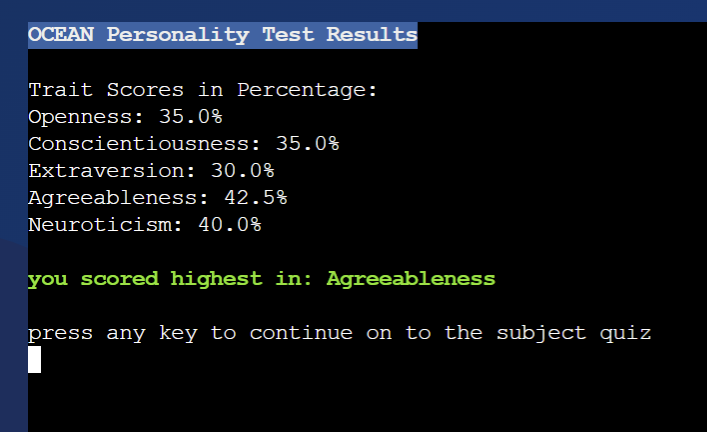 OCEAN Personality Test Results
Trait Scores in Percentage:
Openness: 35.0%
Conscientiousness: 35.0%
Extraversion: 30.0%
Agreeableness: 42.5%
Neuroticism: 40.0%
you scored highest in: Agreeableness
press any key to continue on to the subject quiz